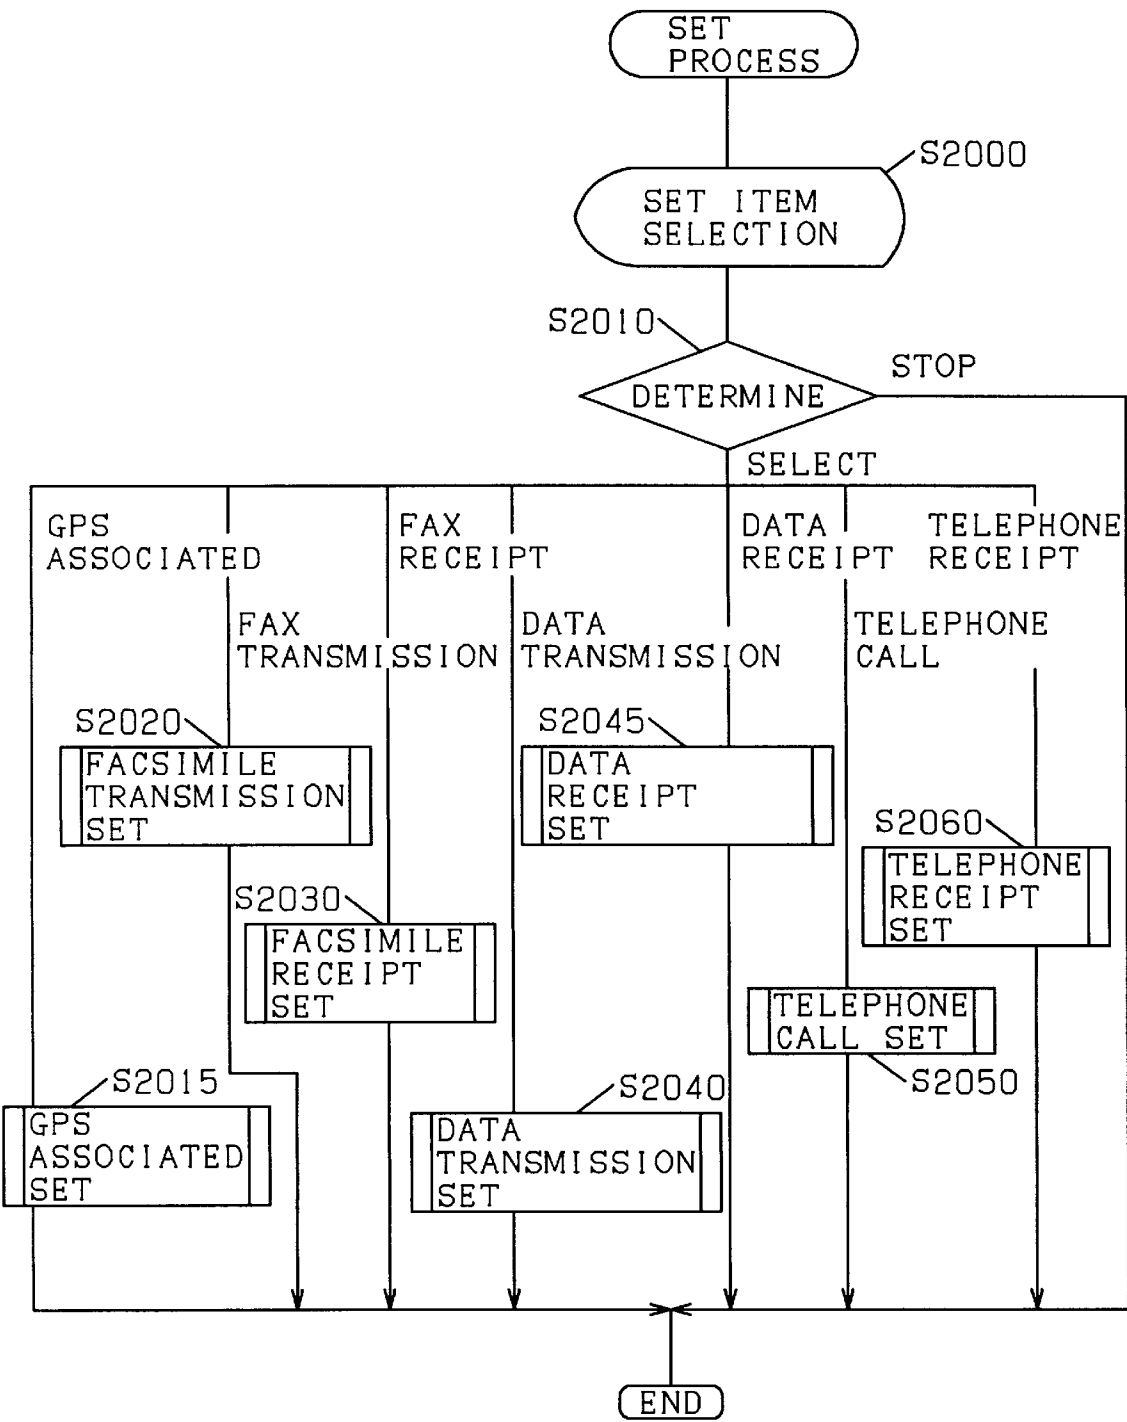 SET
PROCESS
S2000
SET ITEM
SELECTION
S2010
STOP
DETERMINE
SELECT
GPS
ASSOCIATED
FAX
RECEIPT
DATA
RECEIPT
TELEPHONE
RECEIPT
FAX
TRANSMISSION
DATA
TRANSMISSION
TELEPHONE
CALL
S2020
FACSIMILE
TRANSMISSION
SET
S2045
DATA
RECEIPT
SET
S2060
TELEPHONE
RECEIPT
SET
S2030
FACSIMILE
RECEIPT
SET
TELEPHONE
CALL SET
S2050
S2015
GPS
ASSOCIATED
SET
S2040
DATA
TRANSMISSION
SET
END